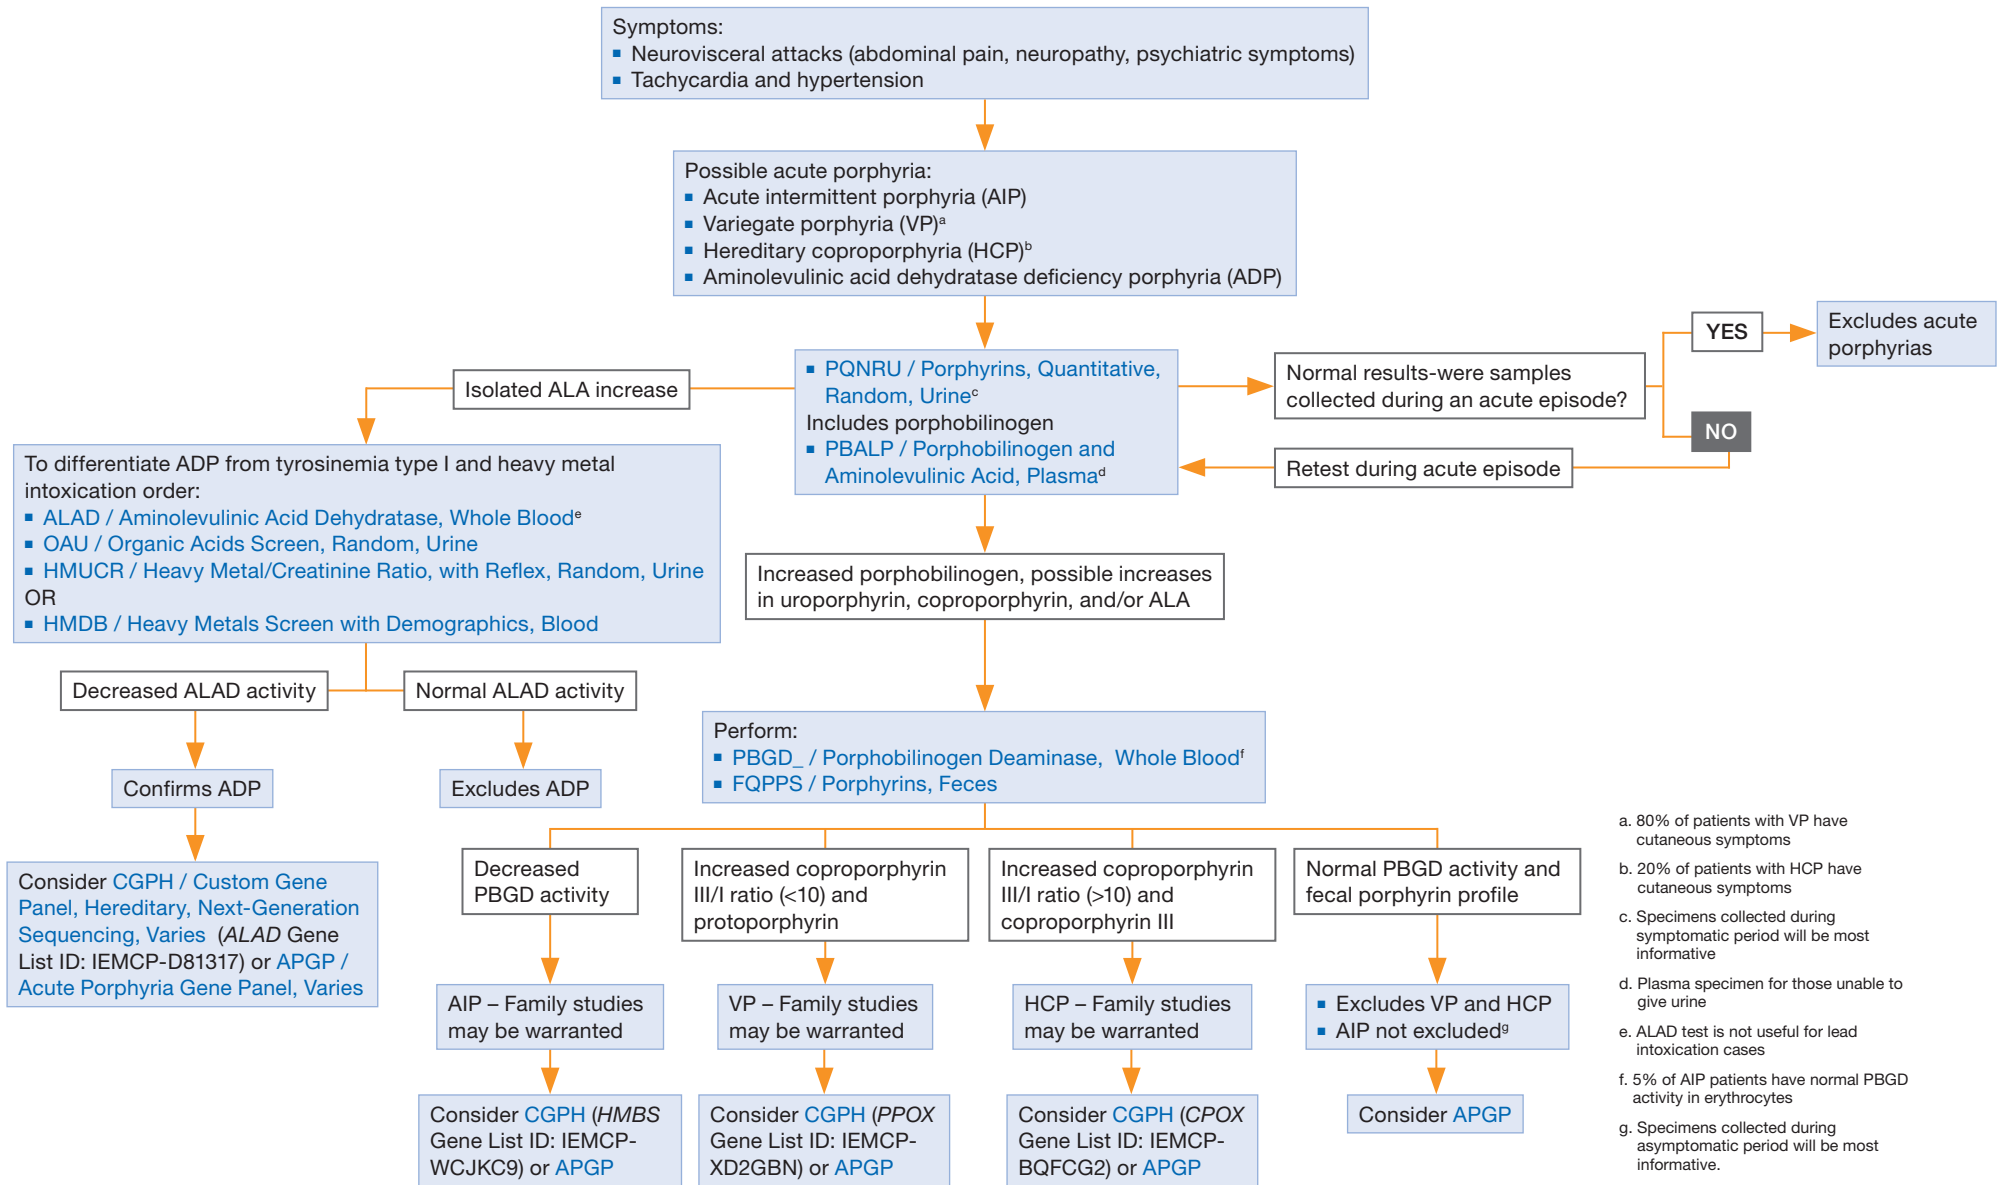 Symptoms:
▪ Neurovisceral attacks (abdominal pain, neuropathy, psychiatric symptoms)
▪ Tachycardia and hypertension
Possible acute porphyria:
▪ Acute intermittent porphyria (AIP)
▪ Variegate porphyria (VP)ᵃ
▪ Hereditary coproporphyria (HCP)ᵇ
▪ Aminolevulinic acid dehydratase deficiency porphyria (ADP)
▪ PQNRU / Porphyrins, Quantitative,
Random, Urineᶜ
Includes porphobilinogen
▪ PBALP / Porphobilinogen and
Aminolevulinic Acid, Plasmaᵈ
Normal results-were samples
collected during an acute episode?
YES
Excludes acute
porphyrias
NO
Retest during acute episode
Isolated ALA increase
To differentiate ADP from tyrosinemia type I and heavy metal
intoxication order:
▪ ALAD / Aminolevulinic Acid Dehydratase, Whole Bloodᵉ
▪ OAU / Organic Acids Screen, Random, Urine
▪ HMUCR / Heavy Metal/Creatinine Ratio, with Reflex, Random, Urine
OR
▪ HMDB / Heavy Metals Screen with Demographics, Blood
Decreased ALAD activity
Normal ALAD activity
Confirms ADP
Excludes ADP
Consider CGPH / Custom Gene
Panel, Hereditary, Next-Generation
Sequencing, Varies (ALAD Gene
List ID: IEMCP-D81317) or APGP /
Acute Porphyria Gene Panel, Varies
Increased porphobilinogen, possible increases
in uroporphyrin, coproporphyrin, and/or ALA
Perform:
▪ PBGD_ / Porphobilinogen Deaminase, Whole Bloodᶠ
▪ FQPPS / Porphyrins, Feces
Decreased
PBGD activity
Increased coproporphyrin
III/I ratio (<10) and
protoporphyrin
Increased coproporphyrin
III/I ratio (>10) and
coproporphyrin III
Normal PBGD activity and
fecal porphyrin profile
AIP – Family studies
may be warranted
VP – Family studies
may be warranted
HCP – Family studies
may be warranted
▪ Excludes VP and HCP
▪ AIP not excludedᵍ
Consider CGPH (HMBS
Gene List ID: IEMCP-
WCJKC9) or APGP
Consider CGPH (PPOX
Gene List ID: IEMCP-
XD2GBN) or APGP
Consider CGPH (CPOX
Gene List ID: IEMCP-
BQFCG2) or APGP
Consider APGP
a. 80% of patients with VP have
cutaneous symptoms
b. 20% of patients with HCP have
cutaneous symptoms
c. Specimens collected during
symptomatic period will be most
informative
d. Plasma specimen for those unable to
give urine
e. ALAD test is not useful for lead
intoxication cases
f. 5% of AIP patients have normal PBGD
activity in erythrocytes
g. Specimens collected during
asymptomatic period will be most
informative.